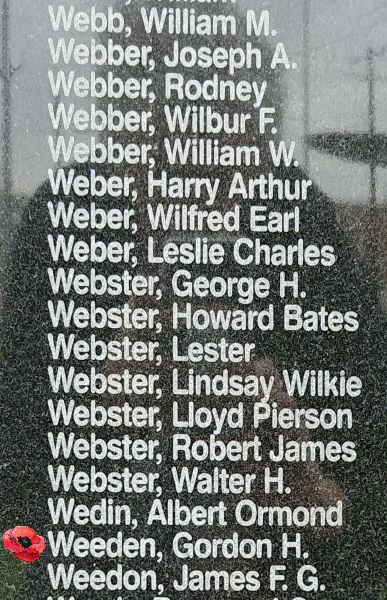 Webb, William M.
Webber, Joseph A.
Webber, Rodney
Webber, Wilbur F.
Webber, William W.
Weber, Harry Arthur
Weber, Wilfred Earl
Weber, Leslie Charles
Webster, George H.
Webster, Howard Bates
Webster, Lester
Webster, Lindsay Wilkie
Webster, Lloyd Pierson
Webster, Robert James
Webster, Walter H.
Wedin, Albert Ormond
Weeden, Gordon H.
Weedon, James F. G.